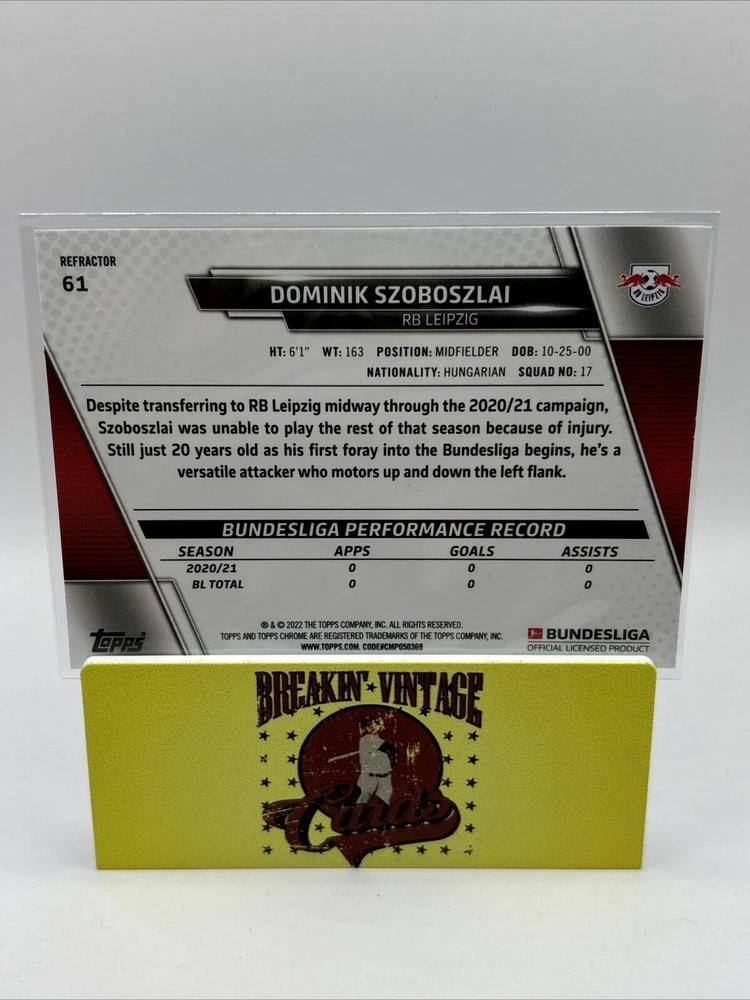 REFRACTOR
61
DOMINIK SZOBOSZLAI
RB LEIPZIG
RB LEIPZIG
HT: 6'1" WT: 163 POSITION: MIDFIELDER DOB: 10-25-00
NATIONALITY: HUNGARIAN SQUAD NO: 17
Despite transferring to RB Leipzig midway through the 2020/21 campaign,
Szoboszlai was unable to play the rest of that season because of injury.
Still just 20 years old as his first foray into the Bundesliga begins, he's a
versatile attacker who motors up and down the left flank.
BUNDESLIGA PERFORMANCE RECORD
SEASON APPS GOALS ASSISTS
2020/21 0 0 0
BL TOTAL 0 0 0
® & © 2022 THE TOPPS COMPANY, INC. ALL RIGHTS RESERVED.
TOPPS AND TOPPS CHROME ARE REGISTERED TRADEMARKS OF THE TOPPS COMPANY, INC.
WWW.TOPPS.COM. CODE#CMP050369
topps
BUNDESLIGA
OFFICIAL LICENSED PRODUCT
BREAKIN' VINTAGE
Cards